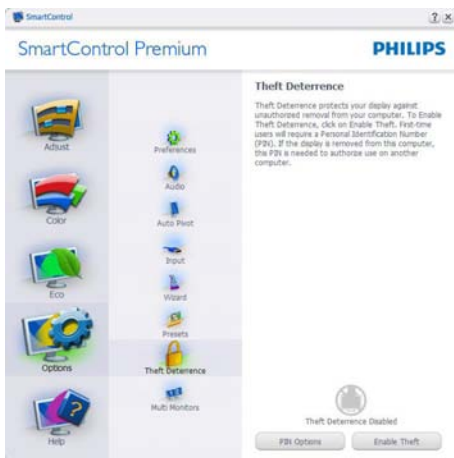 SmartControl
SmartControl Premium
PHILIPS
Adjust
Color
Eco
Options
Help
Preferences
Audio
Auto Pivot
Input
Wizard
Presets
Theft Deterrence
Multi Monitors
Theft Deterrence
Theft Deterrence protects your display against
unauthorized removal from your computer. To Enable
Theft Deterrence, click on Enable Theft. First-time
users will require a Personal Identification Number
(PIN). If the display is removed from this computer,
this PIN is needed to authorize use on another
computer.
Theft Deterrence Disabled
PIN Options
Enable Theft